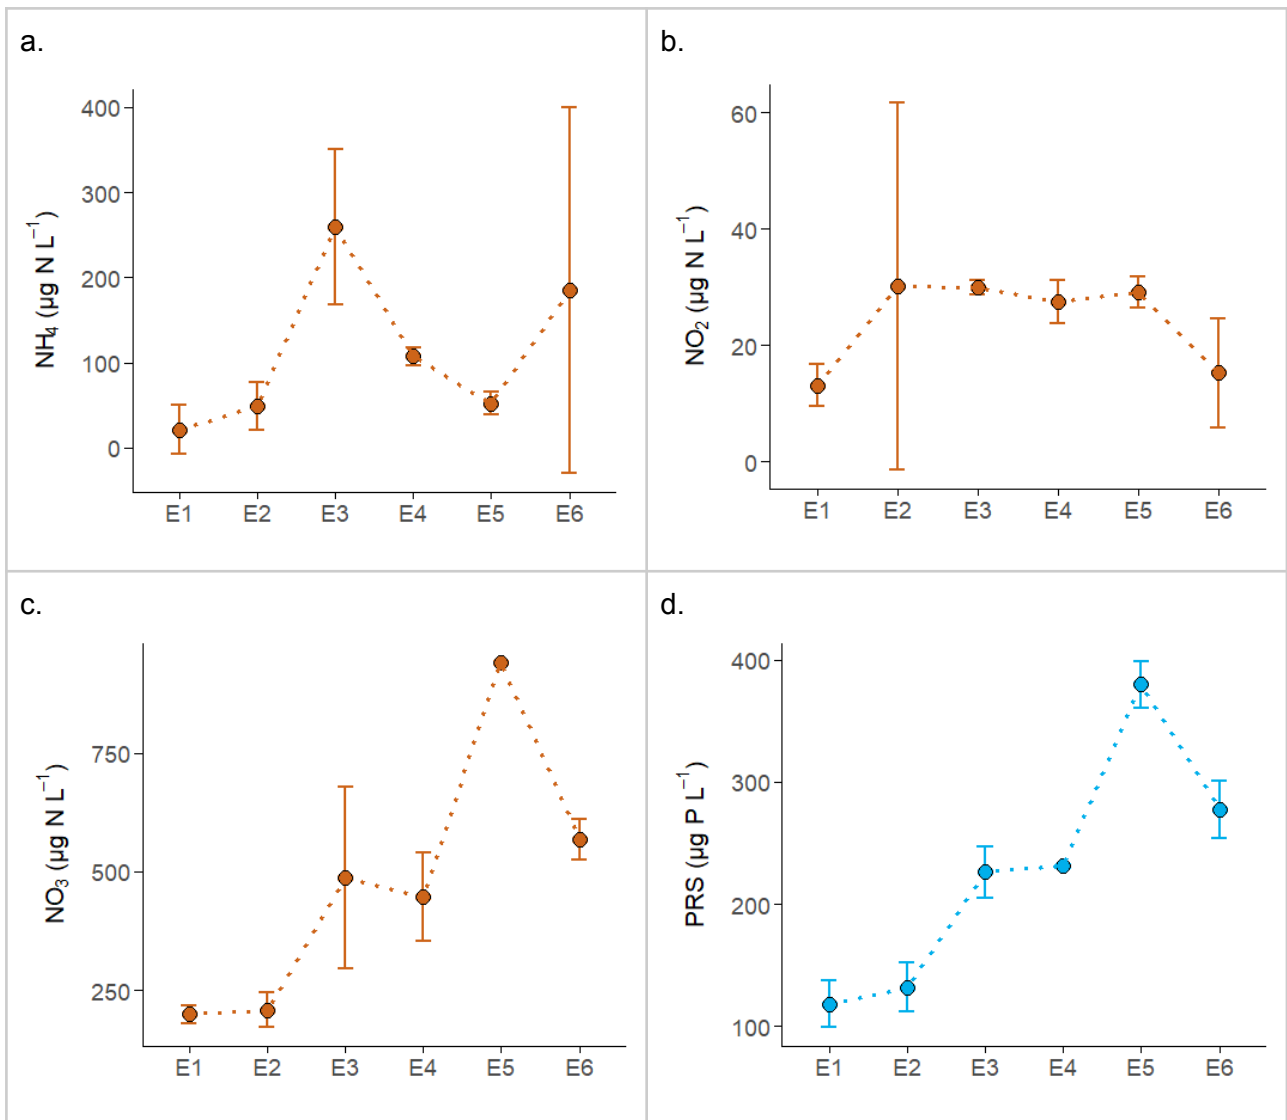 a.
NH₄ (µg N L⁻¹)
400
300
200
100
0
E1 E2 E3 E4 E5 E6
b.
NO₂ (µg N L⁻¹)
60
40
20
0
E1 E2 E3 E4 E5 E6
c.
NO₃ (µg N L⁻¹)
750
500
250
E1 E2 E3 E4 E5 E6
d.
PRS (µg P L⁻¹)
400
300
200
100
E1 E2 E3 E4 E5 E6